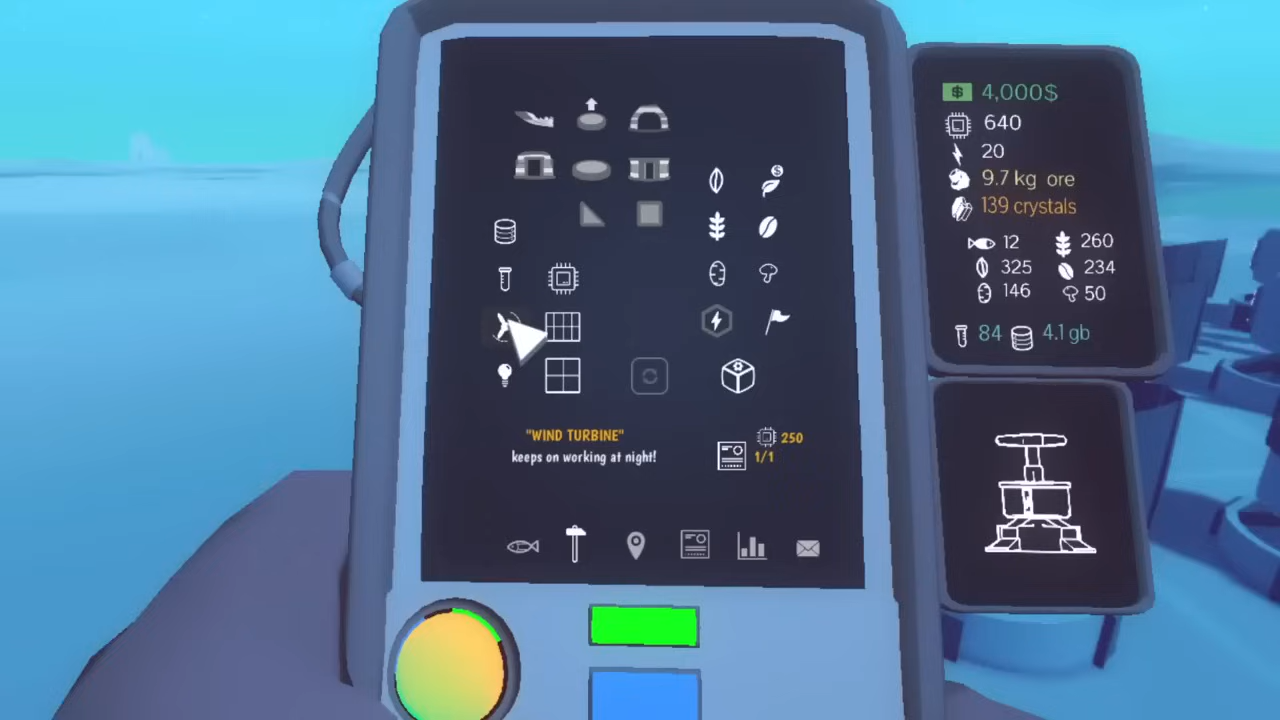 4,000$
640
20
9.7 kg ore
139 crystals
12 260
325 234
146 50
84 4.1 gb
"WIND TURBINE"
keeps on working at night!
250
1/1